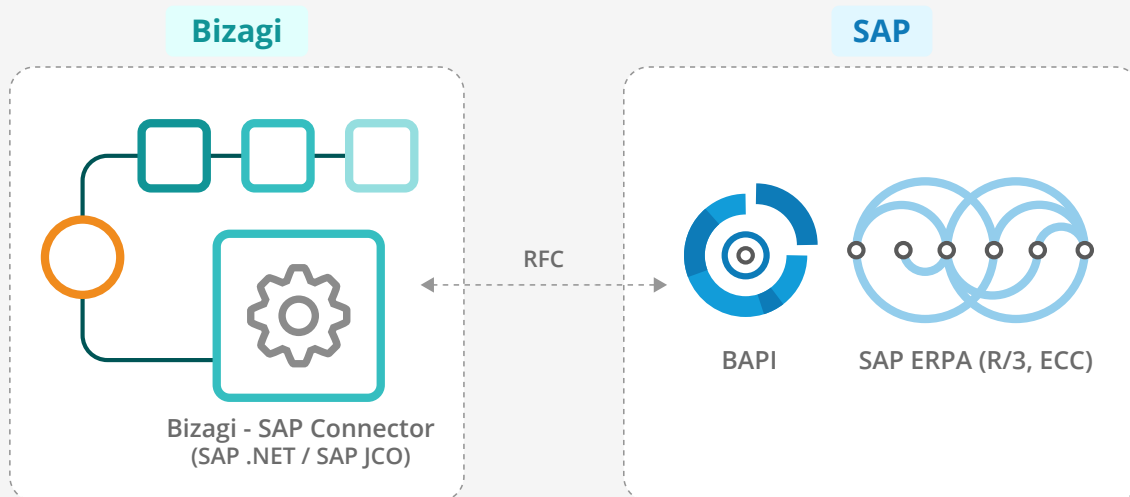 Bizagi
SAP
RFC
BAPI
SAP ERPA (R/3, ECC)
Bizagi - SAP Connector
(SAP .NET / SAP JCO)